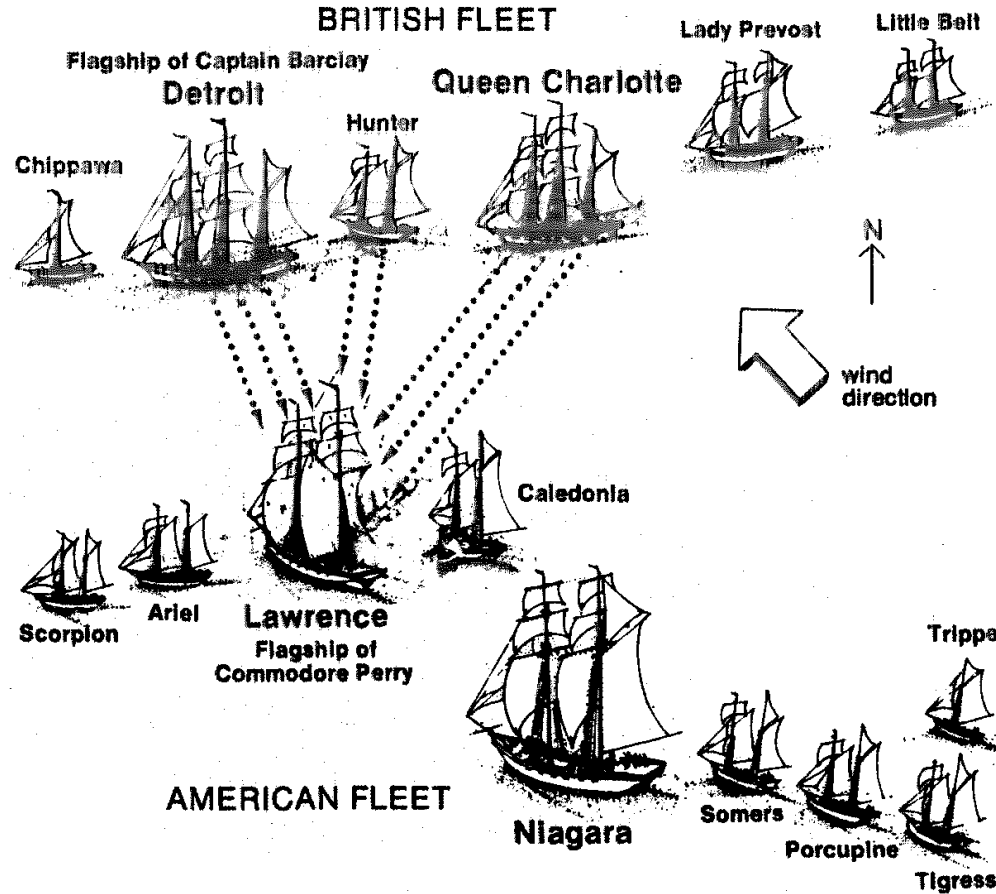 BRITISH FLEET
Lady Prevost
Little Belt
Flagship of Captain Barclay
Detroit
Queen Charlotte
Hunter
Chippawa
N
wind
direction
Caledonia
Scorpion
Ariel
Lawrence
Flagship of
Commodore Perry
Trippe
AMERICAN FLEET
Niagara
Somers
Porcupine
Tigress